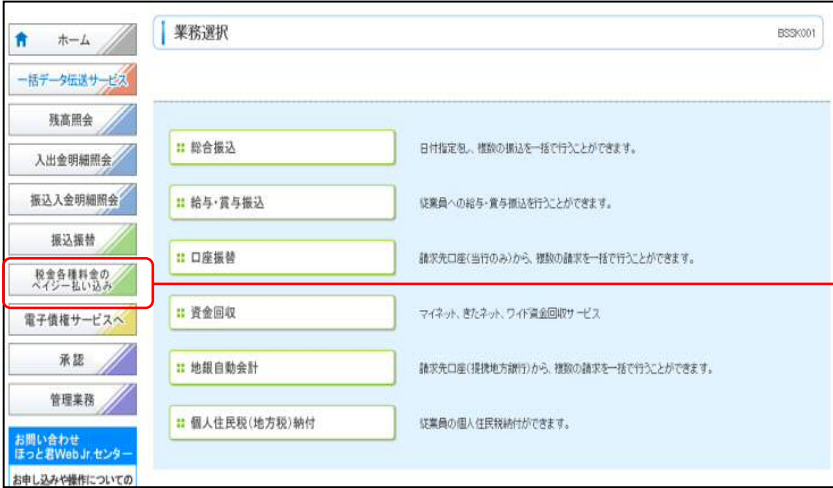 ホーム
一括データ伝送サービス
残高照会
入出金明細照会
振込入金明細照会
振込振替
税金各種料金の
ペイジー払い込み
電子債権サービスへ
承認
管理業務
お問い合わせ
ほっと君Web Jr.センター
お申し込みや操作についての
業務選択
BSSK001
総合振込
日付指定をし、複数の振込を一括で行うことができます。
給与・賞与振込
従業員への給与・賞与振込を行うことができます。
口座振替
請求先口座(当行のみ)から、複数の請求を一括で行うことができます。
資金回収
マイネット、きたネット、ワイド資金回収サービス
地銀自動会計
請求先口座(提携地方銀行)から、複数の請求を一括で行うことができます。
個人住民税(地方税)納付
従業員の個人住民税納付ができます。